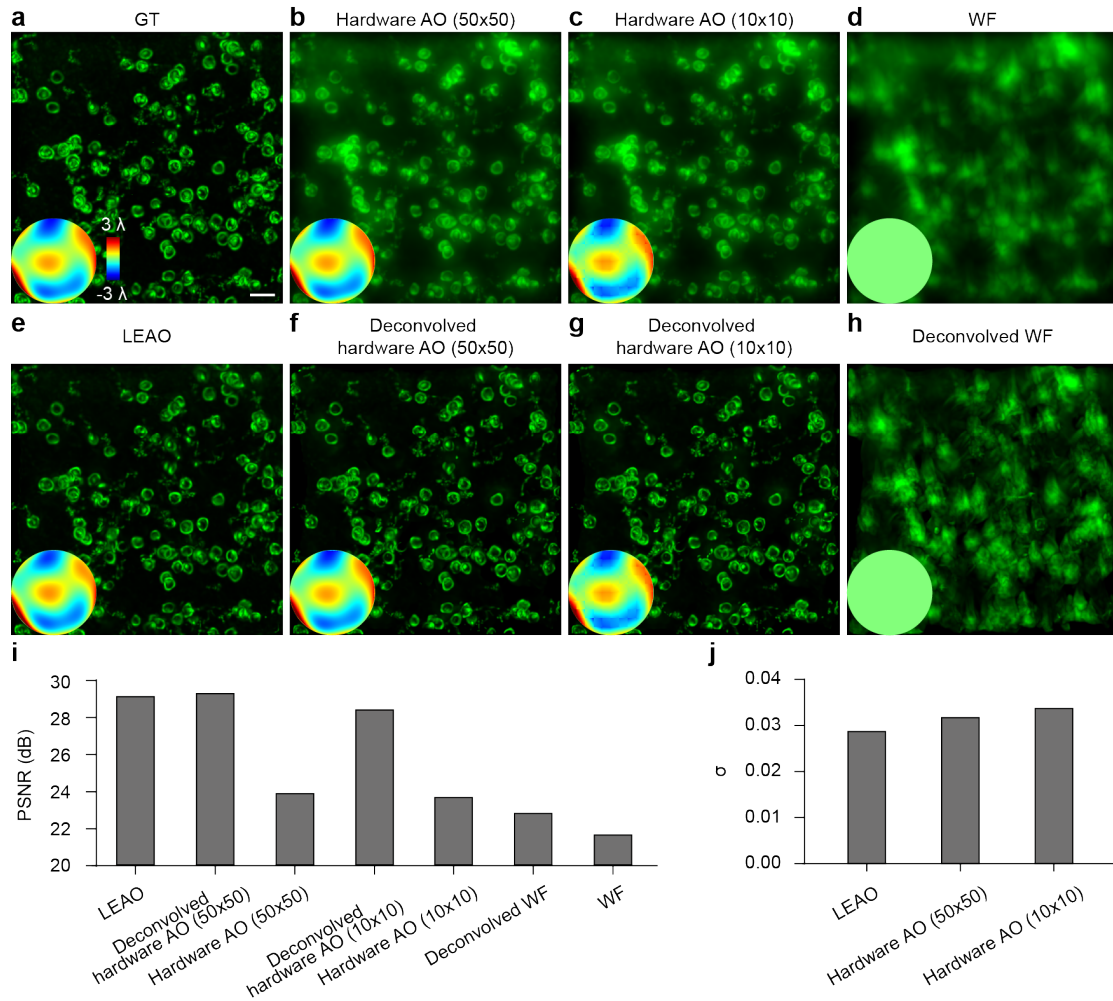 a
GT
b
Hardware AO (50x50)
c
Hardware AO (10x10)
d
WF
3 λ
-3 λ
e
LEAO
f
Deconvolved
hardware AO (50x50)
g
Deconvolved
hardware AO (10x10)
h
Deconvolved WF
i
PSNR (dB)
30
28
26
24
22
20
LEAO
Deconvolved
hardware AO (50x50)
Hardware AO (50x50)
Deconvolved
hardware AO (10x10)
Hardware AO (10x10)
Deconvolved WF
WF
j
σ
0.04
0.03
0.02
0.01
0.00
LEAO
Hardware AO (50x50)
Hardware AO (10x10)